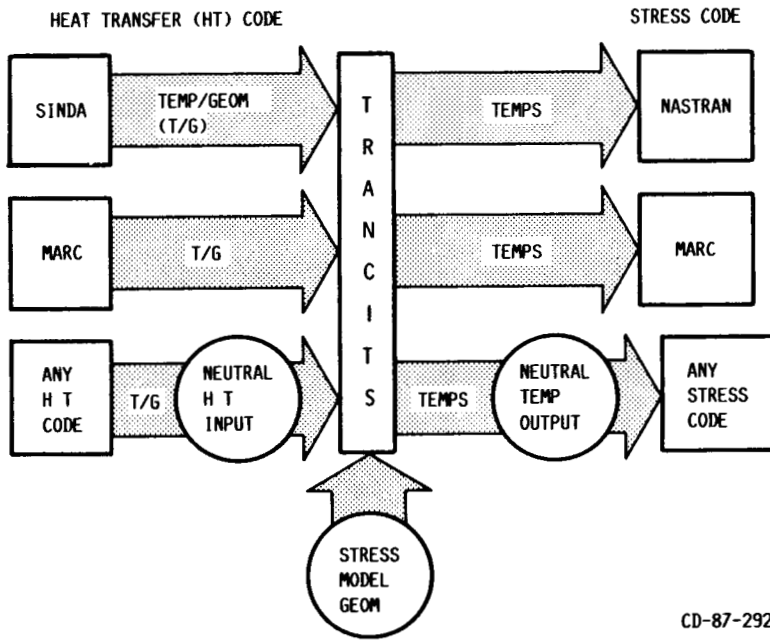 HEAT TRANSFER (HT) CODE
STRESS CODE
SINDA
TEMP/GEOM
(T/G)
TEMPS
NASTRAN
MARC
T/G
TEMPS
MARC
ANY
H T
CODE
T/G
NEUTRAL
H T
INPUT
TRANCITS
TEMPS
NEUTRAL
TEMP
OUTPUT
ANY
STRESS
CODE
STRESS
MODEL
GEOM
CD-87-292